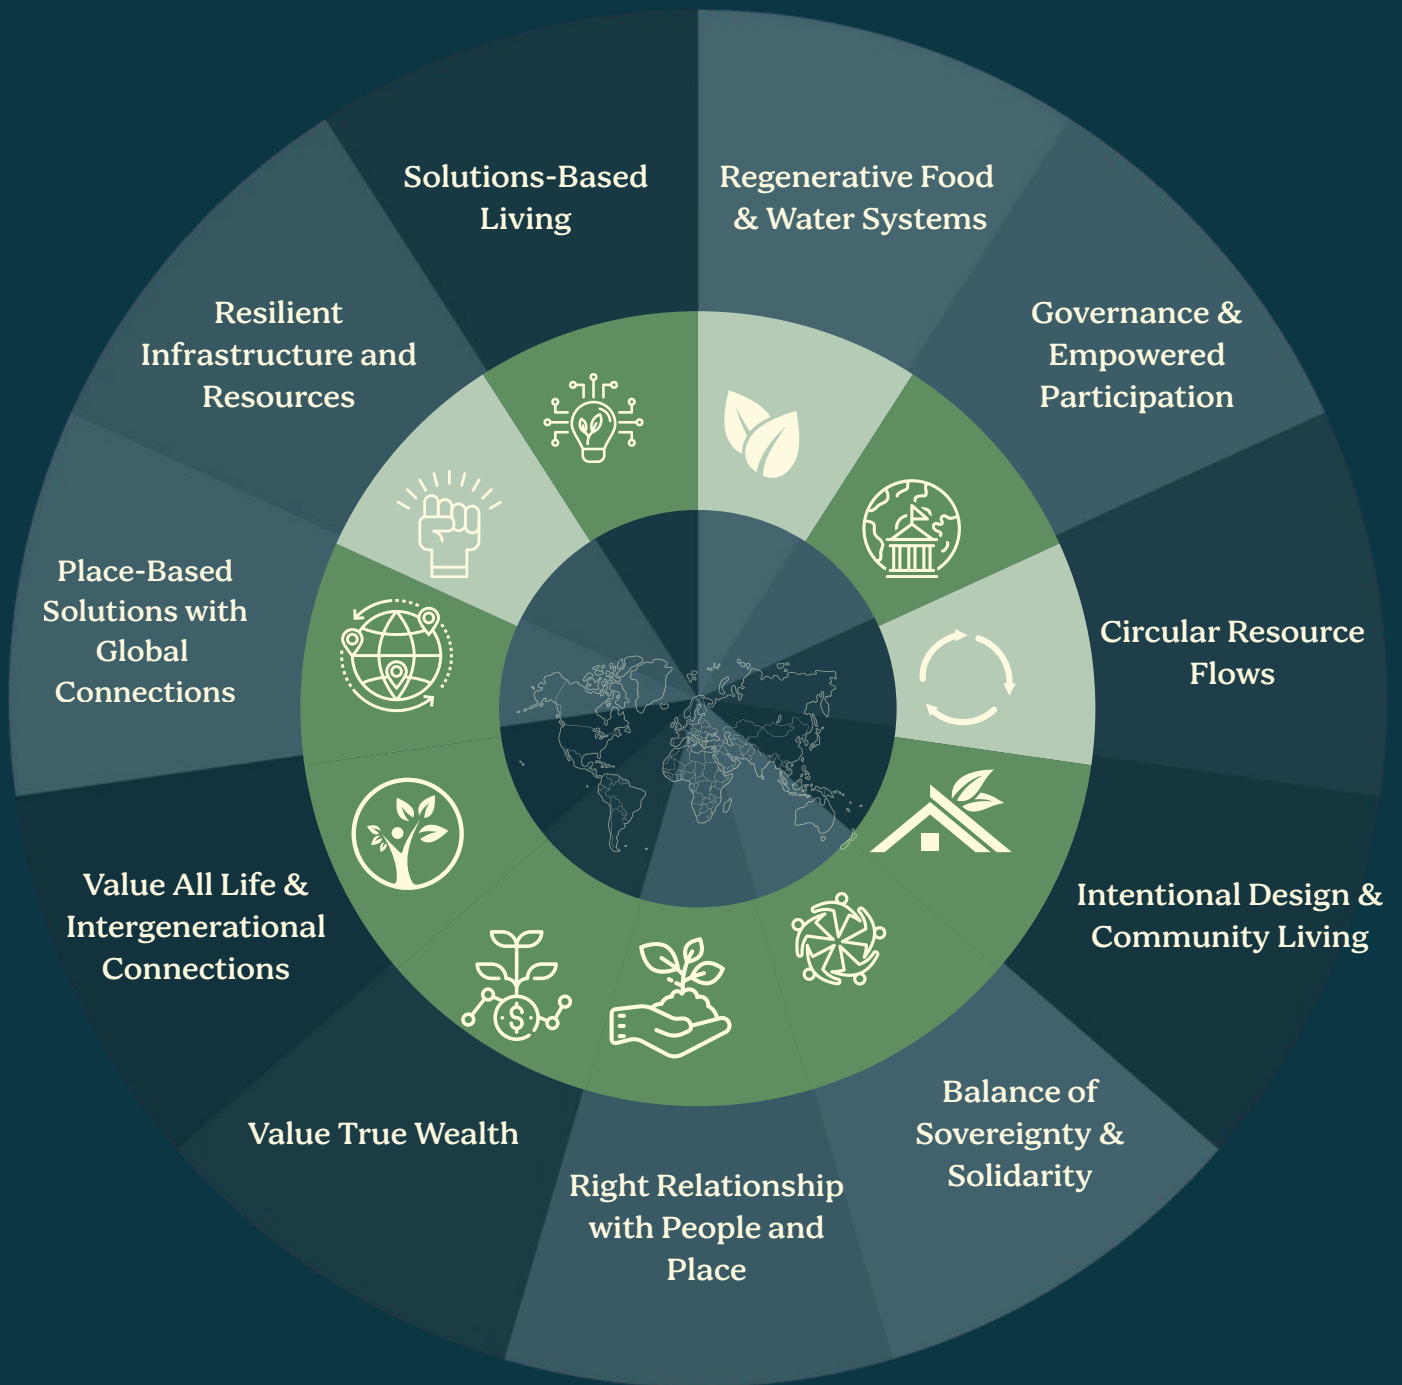 Solutions-Based
Living
Regenerative Food
& Water Systems
Governance &
Empowered
Participation
Circular Resource
Flows
Intentional Design &
Community Living
Balance of
Sovereignty &
Solidarity
Right Relationship
with People and
Place
Value True Wealth
$
Value All Life &
Intergenerational
Connections
Place-Based
Solutions with
Global
Connections
Resilient
Infrastructure and
Resources